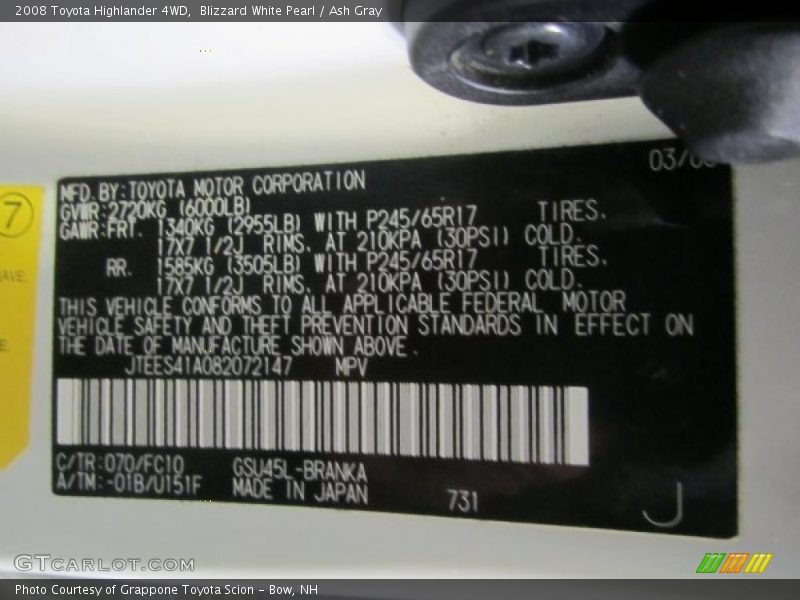 2008 Toyota Highlander 4WD,  Blizzard White Pearl / Ash Gray
03/0
MFD. BY: TOYOTA MOTOR CORPORATION
GVWR: 2720KG (6000LB)
GAWR: FRT. 1340KG (2955LB) WITH P245/65R17 TIRES.
17X7 1/2J RIMS. AT 210KPA (30PSI) COLD.
RR. 1585KG (3505LB) WITH P245/65R17 TIRES.
17X7 1/2J RIMS. AT 210KPA (30PSI) COLD.
THIS VEHICLE CONFORMS TO ALL APPLICABLE FEDERAL MOTOR
VEHICLE SAFETY AND THEFT PREVENTION STANDARDS IN EFFECT ON
THE DATE OF MANUFACTURE SHOWN ABOVE.
JTEES41A082072147 MPV
C/TR: 070/FC10 GSU45L-BRANKA
A/TM: -01B/U151F MADE IN JAPAN 731
J
7
AVE.
E.
GTCARLOT.COM
Photo Courtesy of Grappone Toyota Scion - Bow, NH